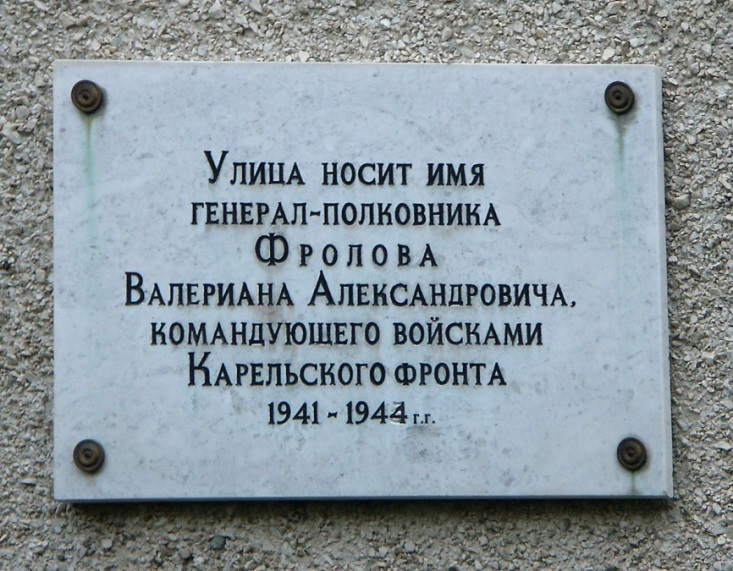 Улица носит имя
генерал-полковника
Фролова
Валериана Александровича,
командующего войсками
Карельского фронта
1941 - 1944 г.г.